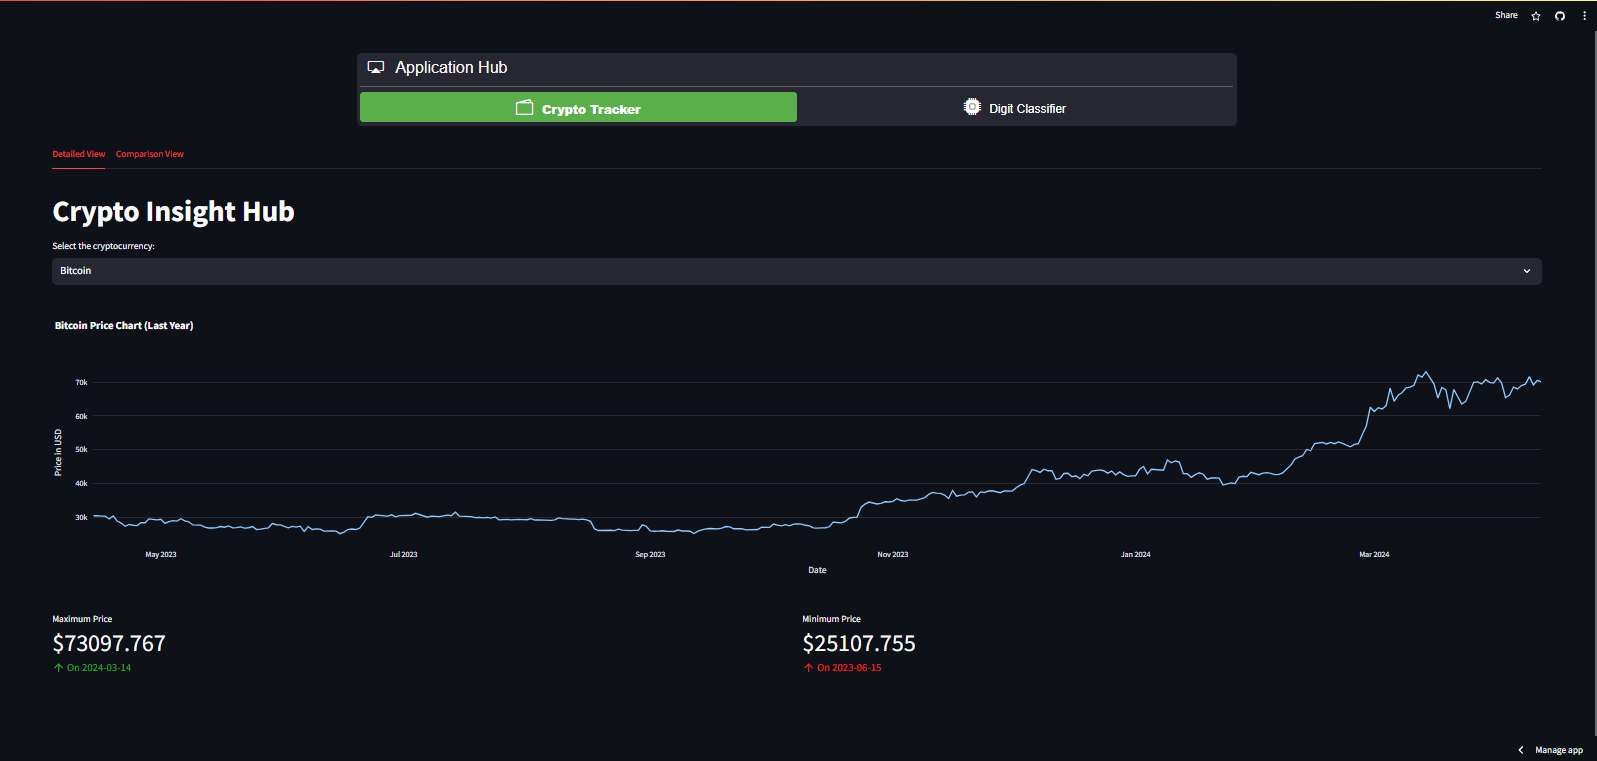 Share
Application Hub
Crypto Tracker
Digit Classifier
Detailed View
Comparison View
Crypto Insight Hub
Select the cryptocurrency:
Bitcoin
Bitcoin Price Chart (Last Year)
70k
60k
50k
40k
30k
Price in USD
May 2023
Jul 2023
Sep 2023
Nov 2023
Jan 2024
Mar 2024
Date
Maximum Price
$73097.767
On 2024-03-14
Minimum Price
$25107.755
On 2023-06-15
Manage app